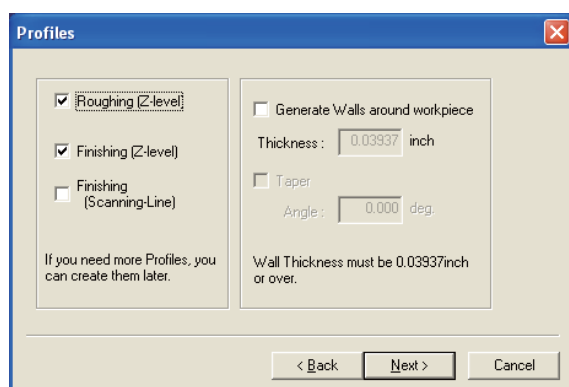 Profiles
Roughing (Z-level)
Finishing (Z-level)
Finishing
(Scanning-Line)
If you need more Profiles, you
can create them later.
Generate Walls around workpiece
Thickness : 0.03937 inch
Taper
Angle : 0.000 deg.
Wall Thickness must be 0.03937inch
or over.
< Back Next > Cancel